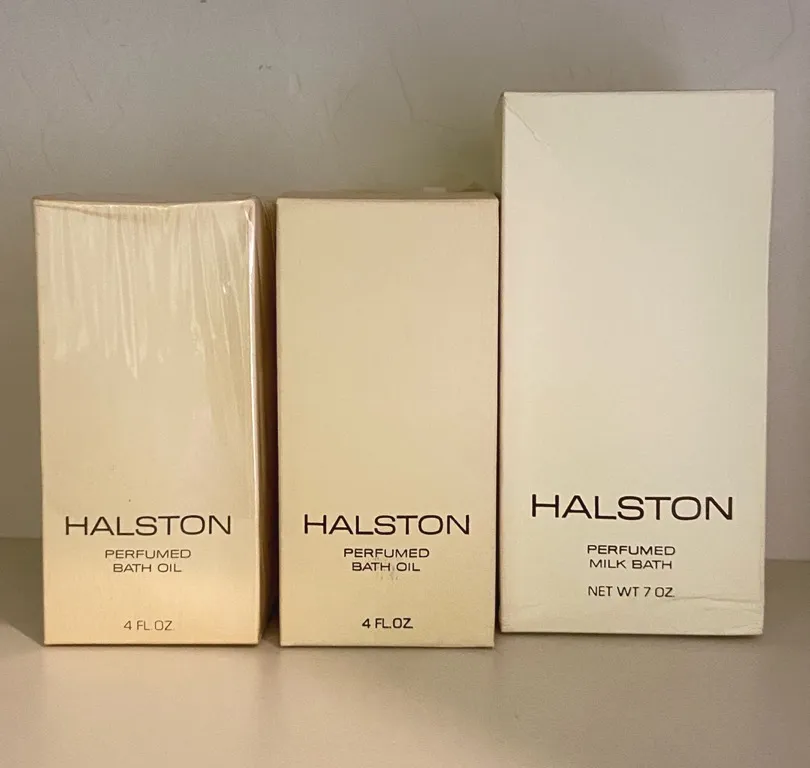 HALSTON
PERFUMED
BATH OIL
4 FL.OZ.
HALSTON
PERFUMED
BATH OIL
4 FL.OZ.
HALSTON
PERFUMED
MILK BATH
NET WT 7 OZ.